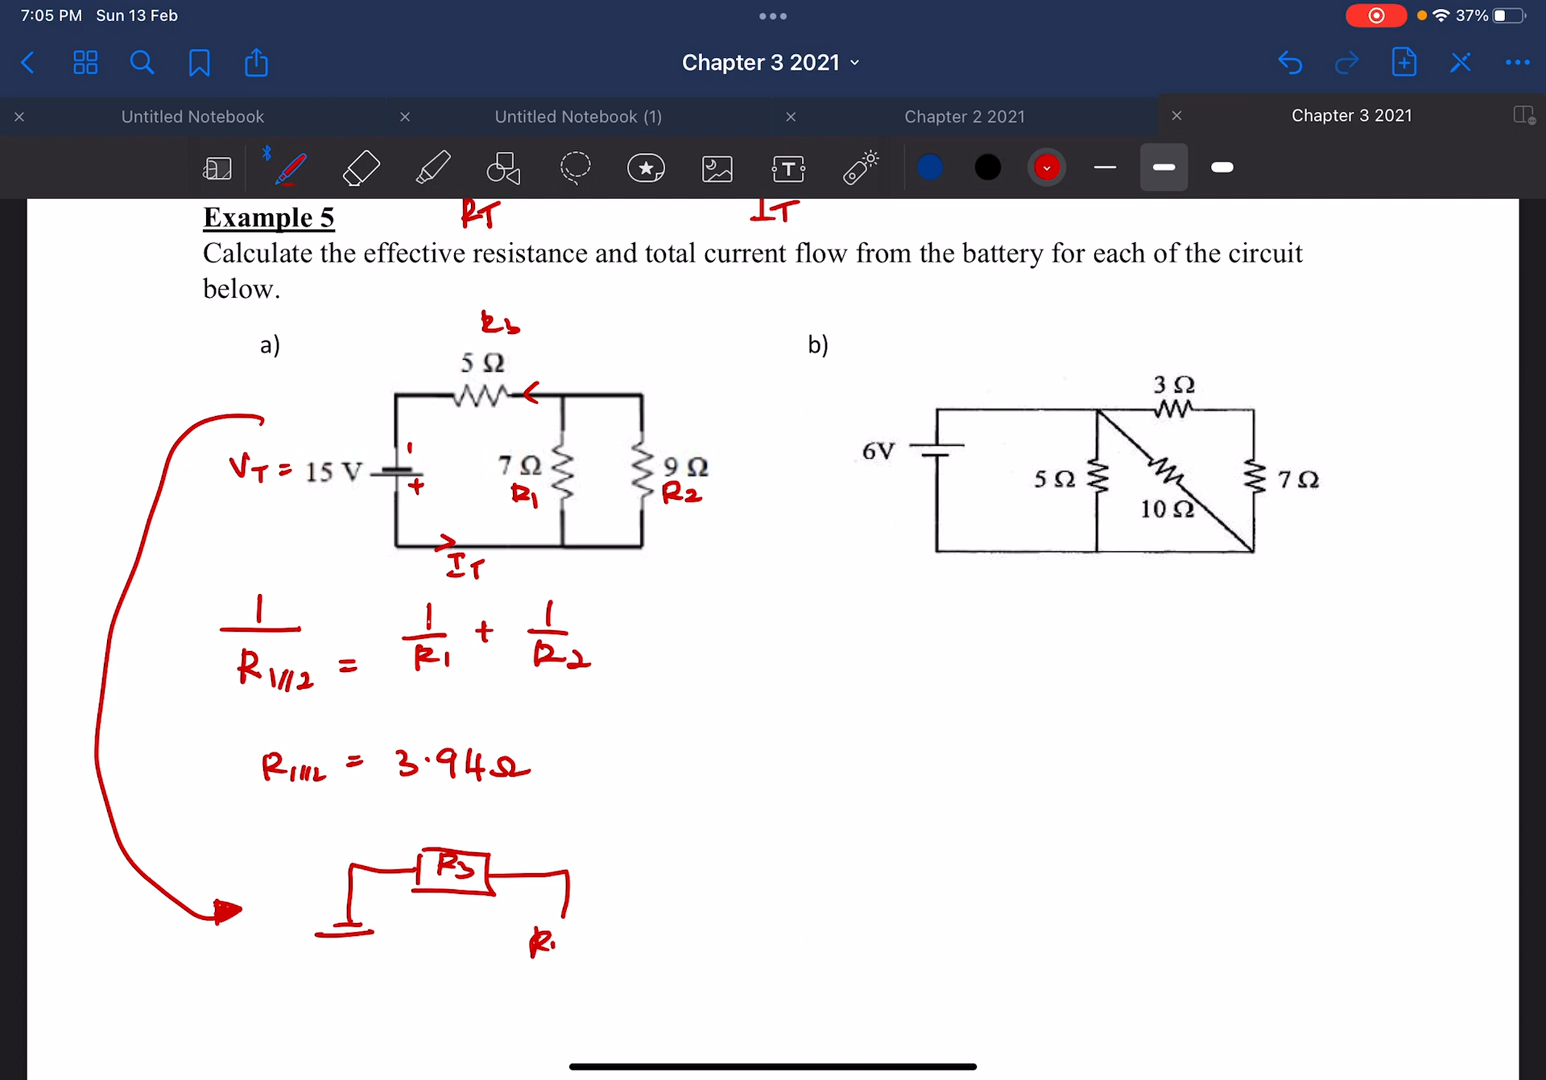 7:05 PM Sun 13 Feb
37%
Chapter 3 2021
Untitled Notebook
Untitled Notebook (1)
Chapter 2 2021
Chapter 3 2021
Example 5
RT
IT
Calculate the effective resistance and total current flow from the battery for each of the circuit
below.
a)
R3
5 Ω
VT = 15 V
+
7 Ω
R1
9 Ω
R2
IT
b)
6V
3 Ω
5 Ω
10 Ω
7 Ω
1/R1//2 = 1/R1 + 1/R2
R1//2 = 3.94Ω
R3
R